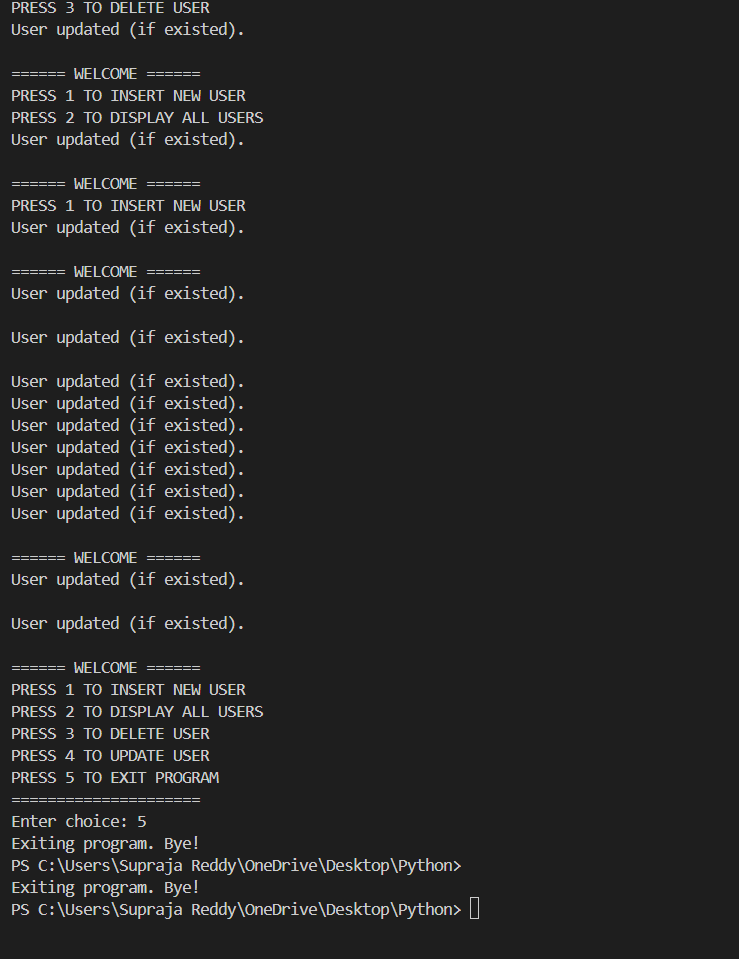 PRESS 3 TO DELETE USER
User updated (if existed).
====== WELCOME ======
PRESS 1 TO INSERT NEW USER
PRESS 2 TO DISPLAY ALL USERS
User updated (if existed).
====== WELCOME ======
PRESS 1 TO INSERT NEW USER
User updated (if existed).
====== WELCOME ======
User updated (if existed).
User updated (if existed).
User updated (if existed).
User updated (if existed).
User updated (if existed).
User updated (if existed).
User updated (if existed).
User updated (if existed).
User updated (if existed).
====== WELCOME ======
User updated (if existed).
User updated (if existed).
====== WELCOME ======
PRESS 1 TO INSERT NEW USER
PRESS 2 TO DISPLAY ALL USERS
PRESS 3 TO DELETE USER
PRESS 4 TO UPDATE USER
PRESS 5 TO EXIT PROGRAM
=====================
Enter choice: 5
Exiting program. Bye!
PS C:\Users\Supraja Reddy\OneDrive\Desktop\Python>
Exiting program. Bye!
PS C:\Users\Supraja Reddy\OneDrive\Desktop\Python>